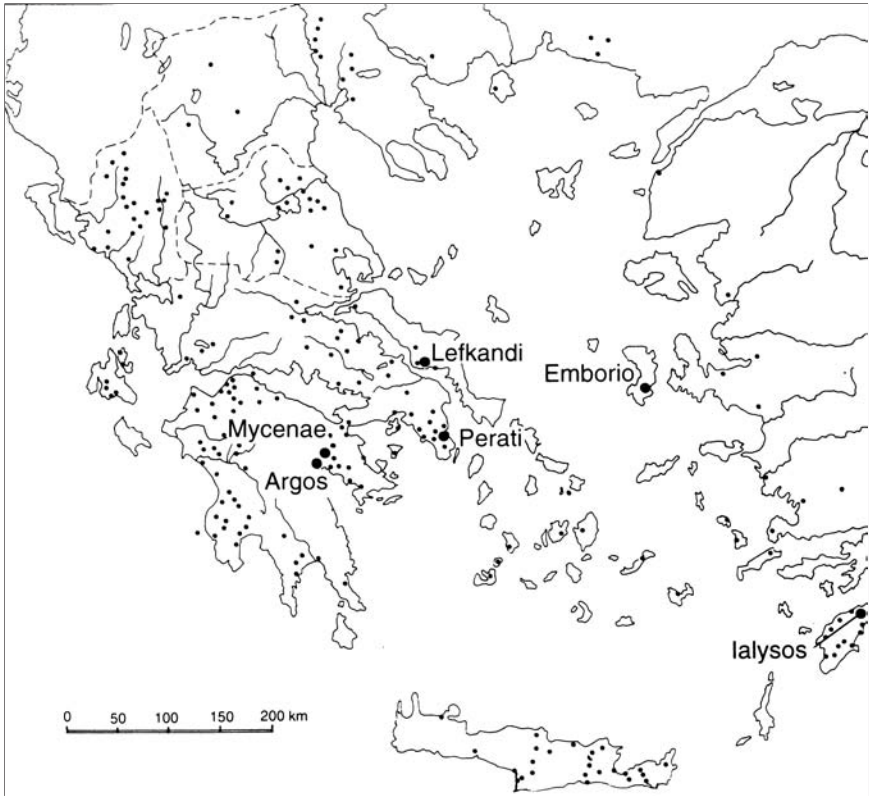 Lefkandi
Emborio
Mycenae
Perati
Argos
Ialysos
0 50 100 150 200 km